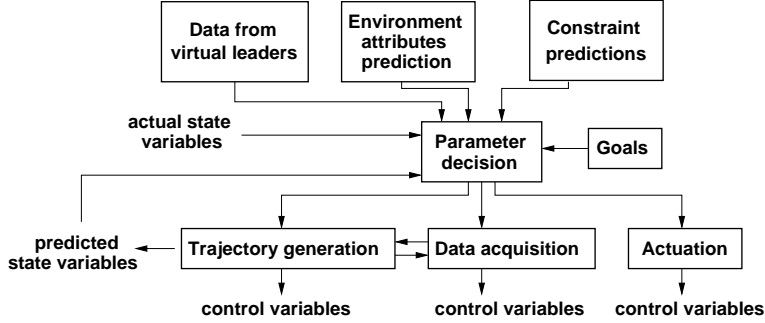 Data from
virtual leaders
Environment
attributes
prediction
Constraint
predictions
actual state
variables
Parameter
decision
Goals
predicted
state variables
Trajectory generation
Data acquisition
Actuation
control variables
control variables
control variables